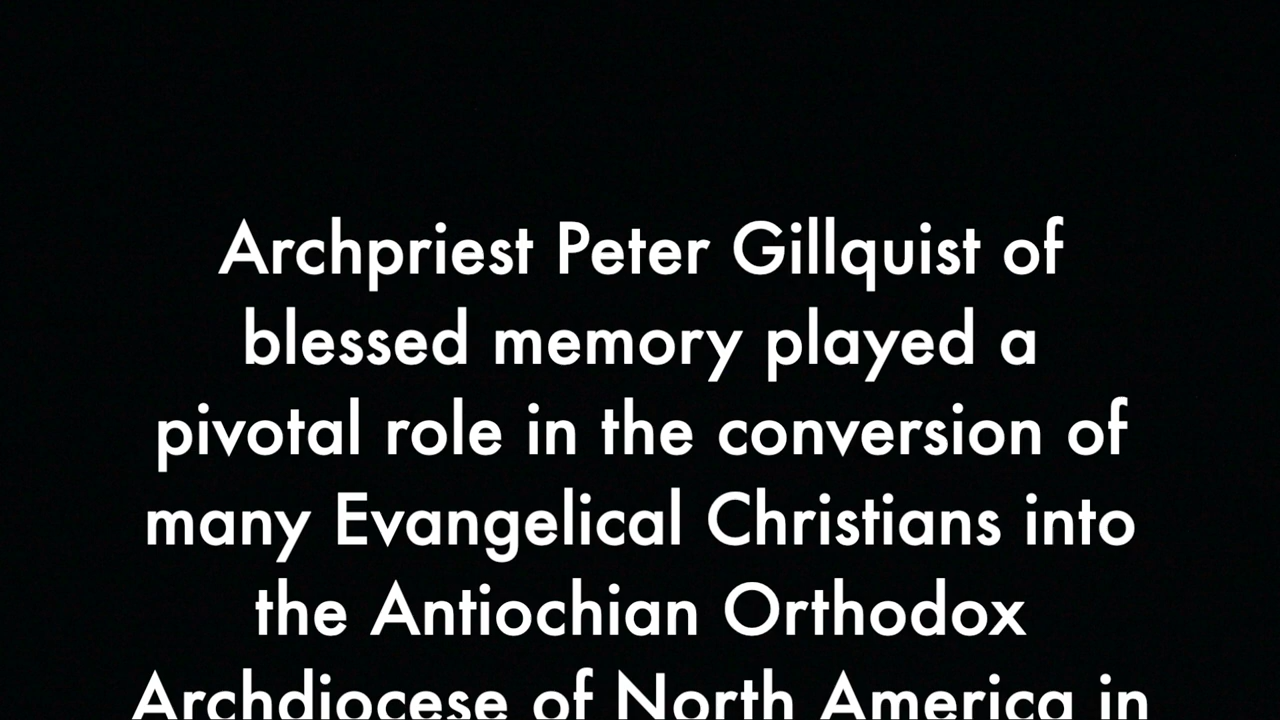 Archpriest Peter Gillquist of
blessed memory played a
pivotal role in the conversion of
many Evangelical Christians into
the Antiochian Orthodox
Archdiocese of North America in